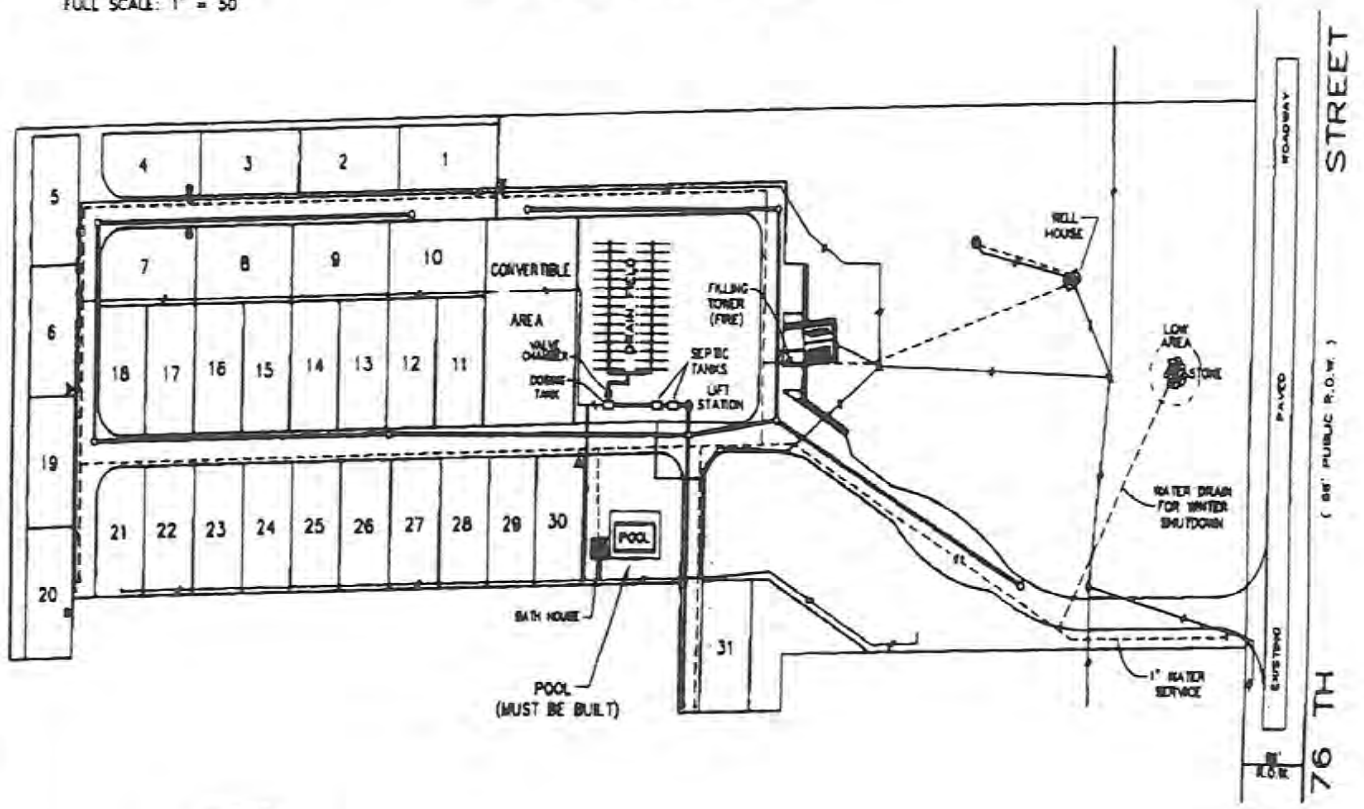 FULL SCALE: 1" = 50'
4
3
2
1
5
7
8
9
10
CONVERTIBLE
AREA
DRAIN FIELD
FILLING
TOWER
(FIRE)
WELL
HOUSE
6
18
17
16
15
14
13
12
11
VALVE
CHAMBER
DOSING
TANK
SEPTIC
TANKS
LIFT
STATION
LOW
AREA
STONE
19
21
22
23
24
25
26
27
28
29
30
POOL
WATER DRAIN
FOR WINTER
SHUTDOWN
20
BATH HOUSE
31
POOL
(MUST BE BUILT)
1" WATER
SERVICE
EXISTING PAVED ROADWAY
( 66' PUBLIC R.O.W. )
76 TH STREET
66'
R.O.W.